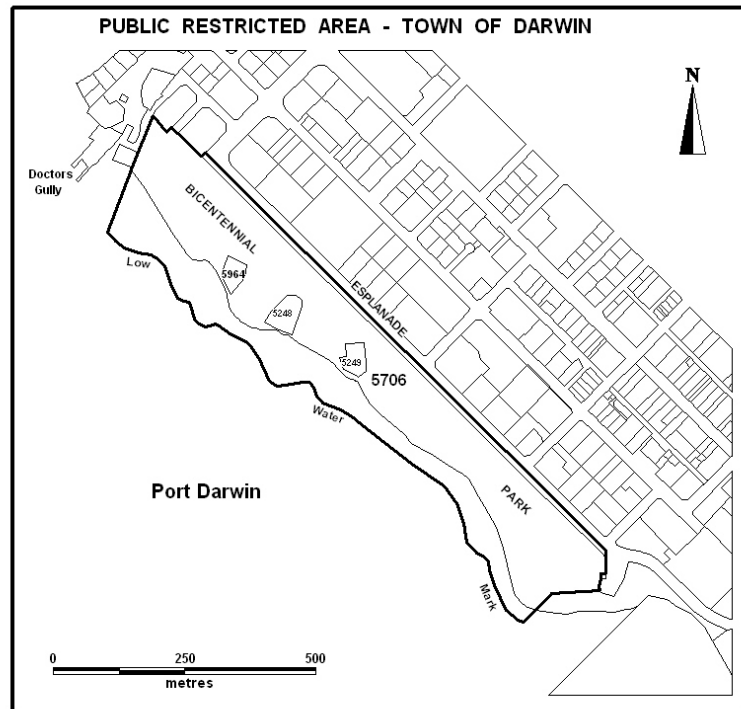 PUBLIC RESTRICTED AREA - TOWN OF DARWIN
N
Doctors
Gully
BICENTENNIAL
Low
5964
ESPLANADE
5248
5249
5706
Water
Port Darwin
PARK
Mark
0 250 500
metres